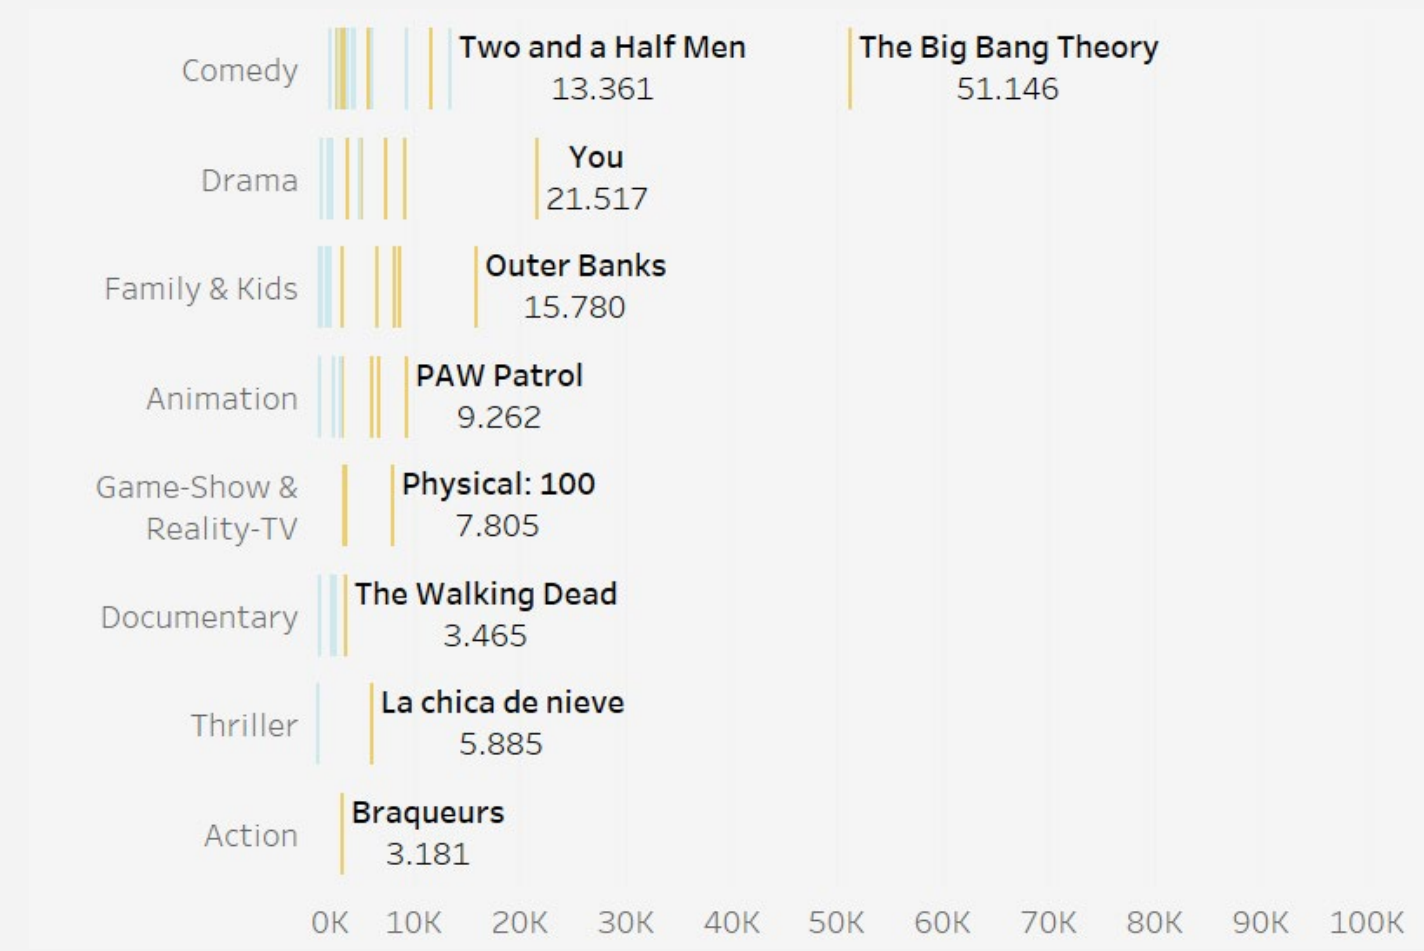 Comedy
Two and a Half Men
13.361
The Big Bang Theory
51.146
Drama
You
21.517
Family & Kids
Outer Banks
15.780
Animation
PAW Patrol
9.262
Game-Show &
Reality-TV
Physical: 100
7.805
Documentary
The Walking Dead
3.465
Thriller
La chica de nieve
5.885
Action
Braqueurs
3.181
0K 10K 20K 30K 40K 50K 60K 70K 80K 90K 100K